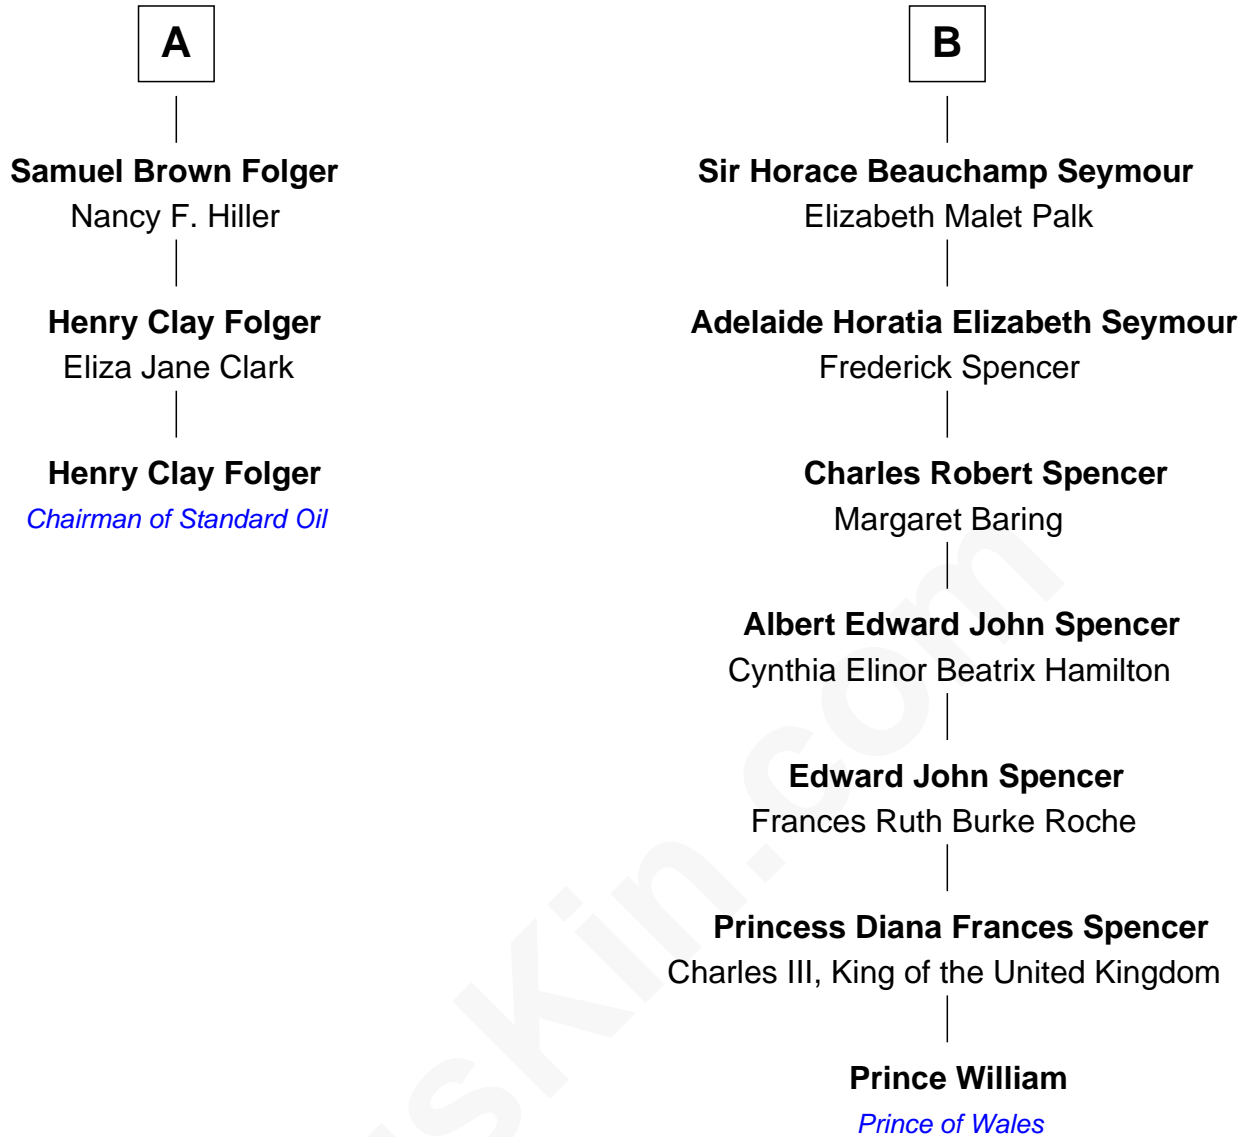 A
Samuel Brown Folger
Nancy F. Hiller
Henry Clay Folger
Eliza Jane Clark
Henry Clay Folger
Chairman of Standard Oil
B
Sir Horace Beauchamp Seymour
Elizabeth Malet Palk
Adelaide Horatia Elizabeth Seymour
Frederick Spencer
Charles Robert Spencer
Margaret Baring
Albert Edward John Spencer
Cynthia Elinor Beatrix Hamilton
Edward John Spencer
Frances Ruth Burke Roche
Princess Diana Frances Spencer
Charles III, King of the United Kingdom
Prince William
Prince of Wales
sKin.com